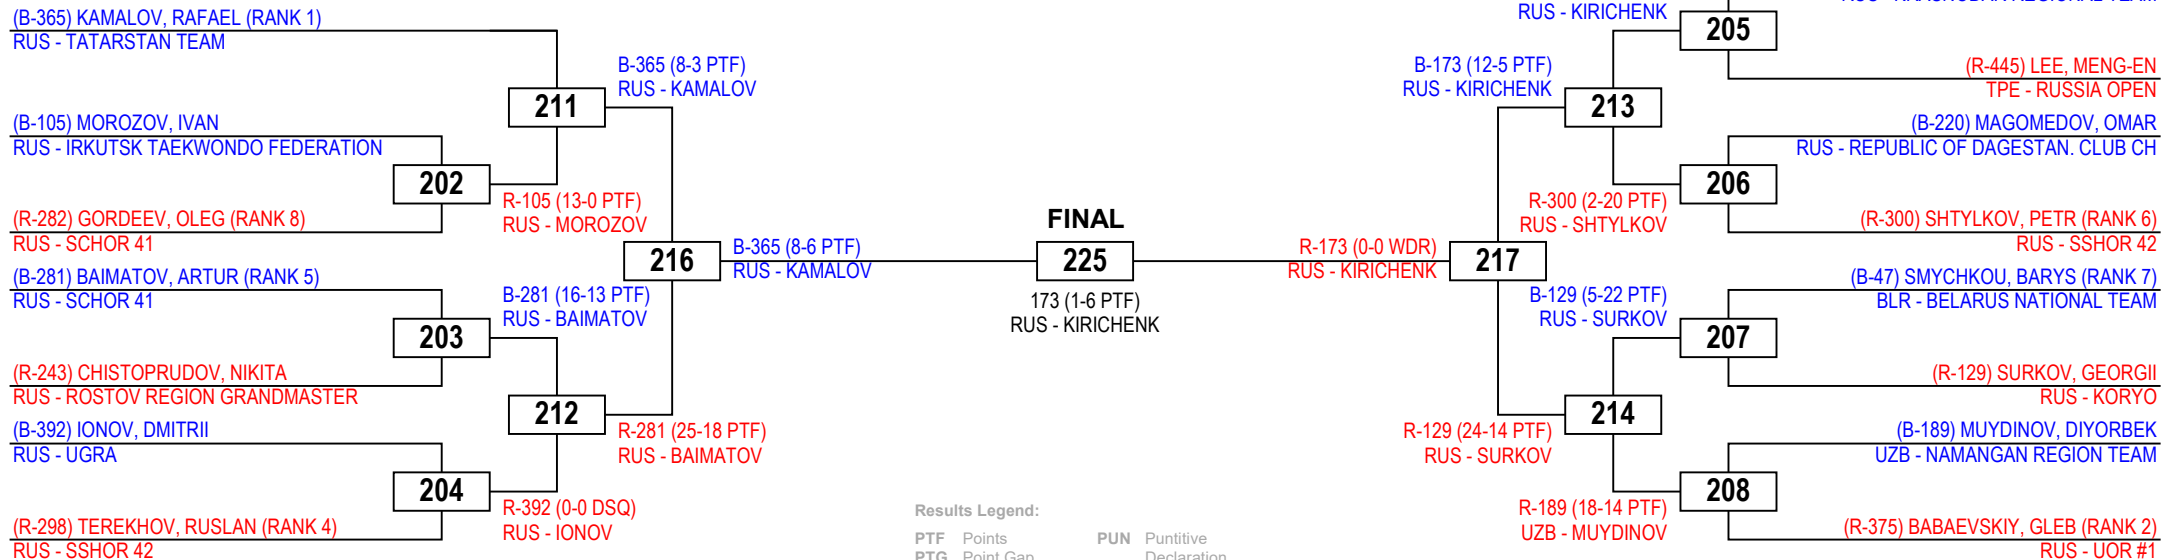 (B-365) KAMALOV, RAFAEL (RANK 1)
RUS - TATARSTAN TEAM
B-365 (8-3 PTF)
RUS - KAMALOV
211
(B-105) MOROZOV, IVAN
RUS - IRKUTSK TAEKWONDO FEDERATION
202
R-105 (13-0 PTF)
RUS - MOROZOV
(R-282) GORDEEV, OLEG (RANK 8)
RUS - SCHOR 41
216
B-365 (8-6 PTF)
RUS - KAMALOV
(B-281) BAIMATOV, ARTUR (RANK 5)
RUS - SCHOR 41
B-281 (16-13 PTF)
RUS - BAIMATOV
203
(R-243) CHISTOPRUDOV, NIKITA
RUS - ROSTOV REGION GRANDMASTER
212
R-281 (25-18 PTF)
RUS - BAIMATOV
(B-392) IONOV, DMITRII
RUS - UGRA
204
R-392 (0-0 DSQ)
RUS - IONOV
(R-298) TEREKHOV, RUSLAN (RANK 4)
RUS - SSHOR 42
FINAL
225
173 (1-6 PTF)
RUS - KIRICHENK
RUS - KIRICHENK
205
(R-445) LEE, MENG-EN
TPE - RUSSIA OPEN
B-173 (12-5 PTF)
RUS - KIRICHENK
213
(B-220) MAGOMEDOV, OMAR
RUS - REPUBLIC OF DAGESTAN. CLUB CH
206
R-300 (2-20 PTF)
RUS - SHTYLKOV
(R-300) SHTYLKOV, PETR (RANK 6)
RUS - SSHOR 42
R-173 (0-0 WDR)
RUS - KIRICHENK
217
(B-47) SMYCHKOU, BARYS (RANK 7)
BLR - BELARUS NATIONAL TEAM
B-129 (5-22 PTF)
RUS - SURKOV
207
(R-129) SURKOV, GEORGII
RUS - KORYO
214
R-129 (24-14 PTF)
RUS - SURKOV
(B-189) MUYDINOV, DIYORBEK
UZB - NAMANGAN REGION TEAM
208
R-189 (18-14 PTF)
UZB - MUYDINOV
(R-375) BABAEVSKIY, GLEB (RANK 2)
RUS - UOR #1
Results Legend:
PTF Points
PUN Puntitive
PTG Point Gap
Declaration